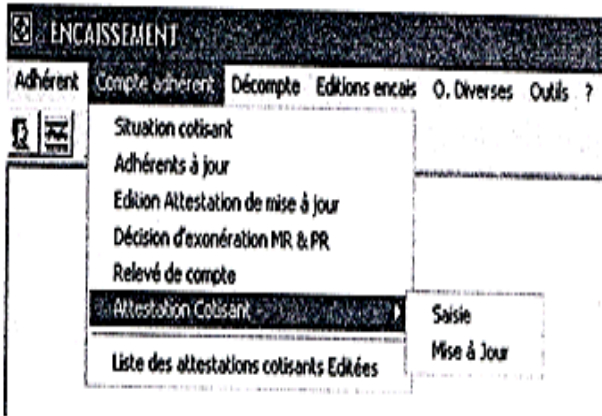 ENCAISSEMENT
Adhérent Compte adhérent Décompte Editions encais O. Diverses Outils ?
Situation cotisant
Adhérents à jour
Edition Attestation de mise à jour
Décision d'exonération MR & PR
Relevé de compte
Attestation Cotisant
Saisie
Mise à Jour
Liste des attestations cotisants Editées